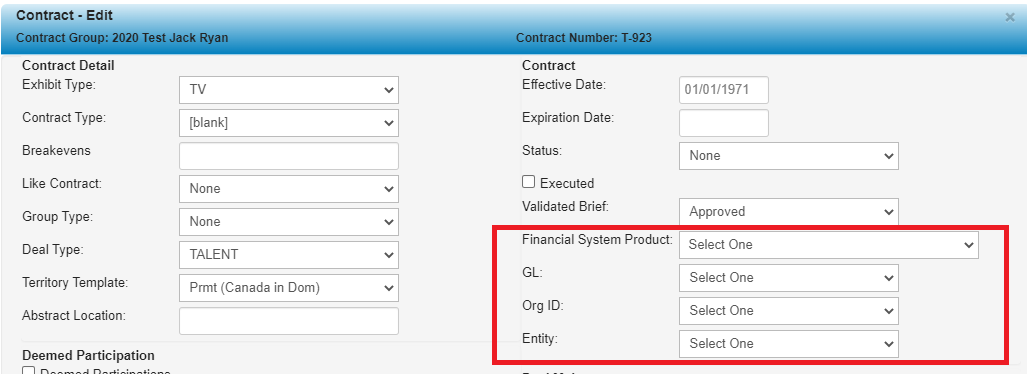 Contract - Edit ×
Contract Group: 2020 Test Jack Ryan Contract Number: T-923
Contract Detail
Exhibit Type: TV
Contract Type: [blank]
Breakevens
Like Contract: None
Group Type: None
Deal Type: TALENT
Territory Template: Prmt (Canada in Dom)
Abstract Location:
Deemed Participation
Deemed Participations
Contract
Effective Date: 01/01/1971
Expiration Date:
Status: None
Executed
Validated Brief: Approved
Financial System Product: Select One
GL: Select One
Org ID: Select One
Entity: Select One